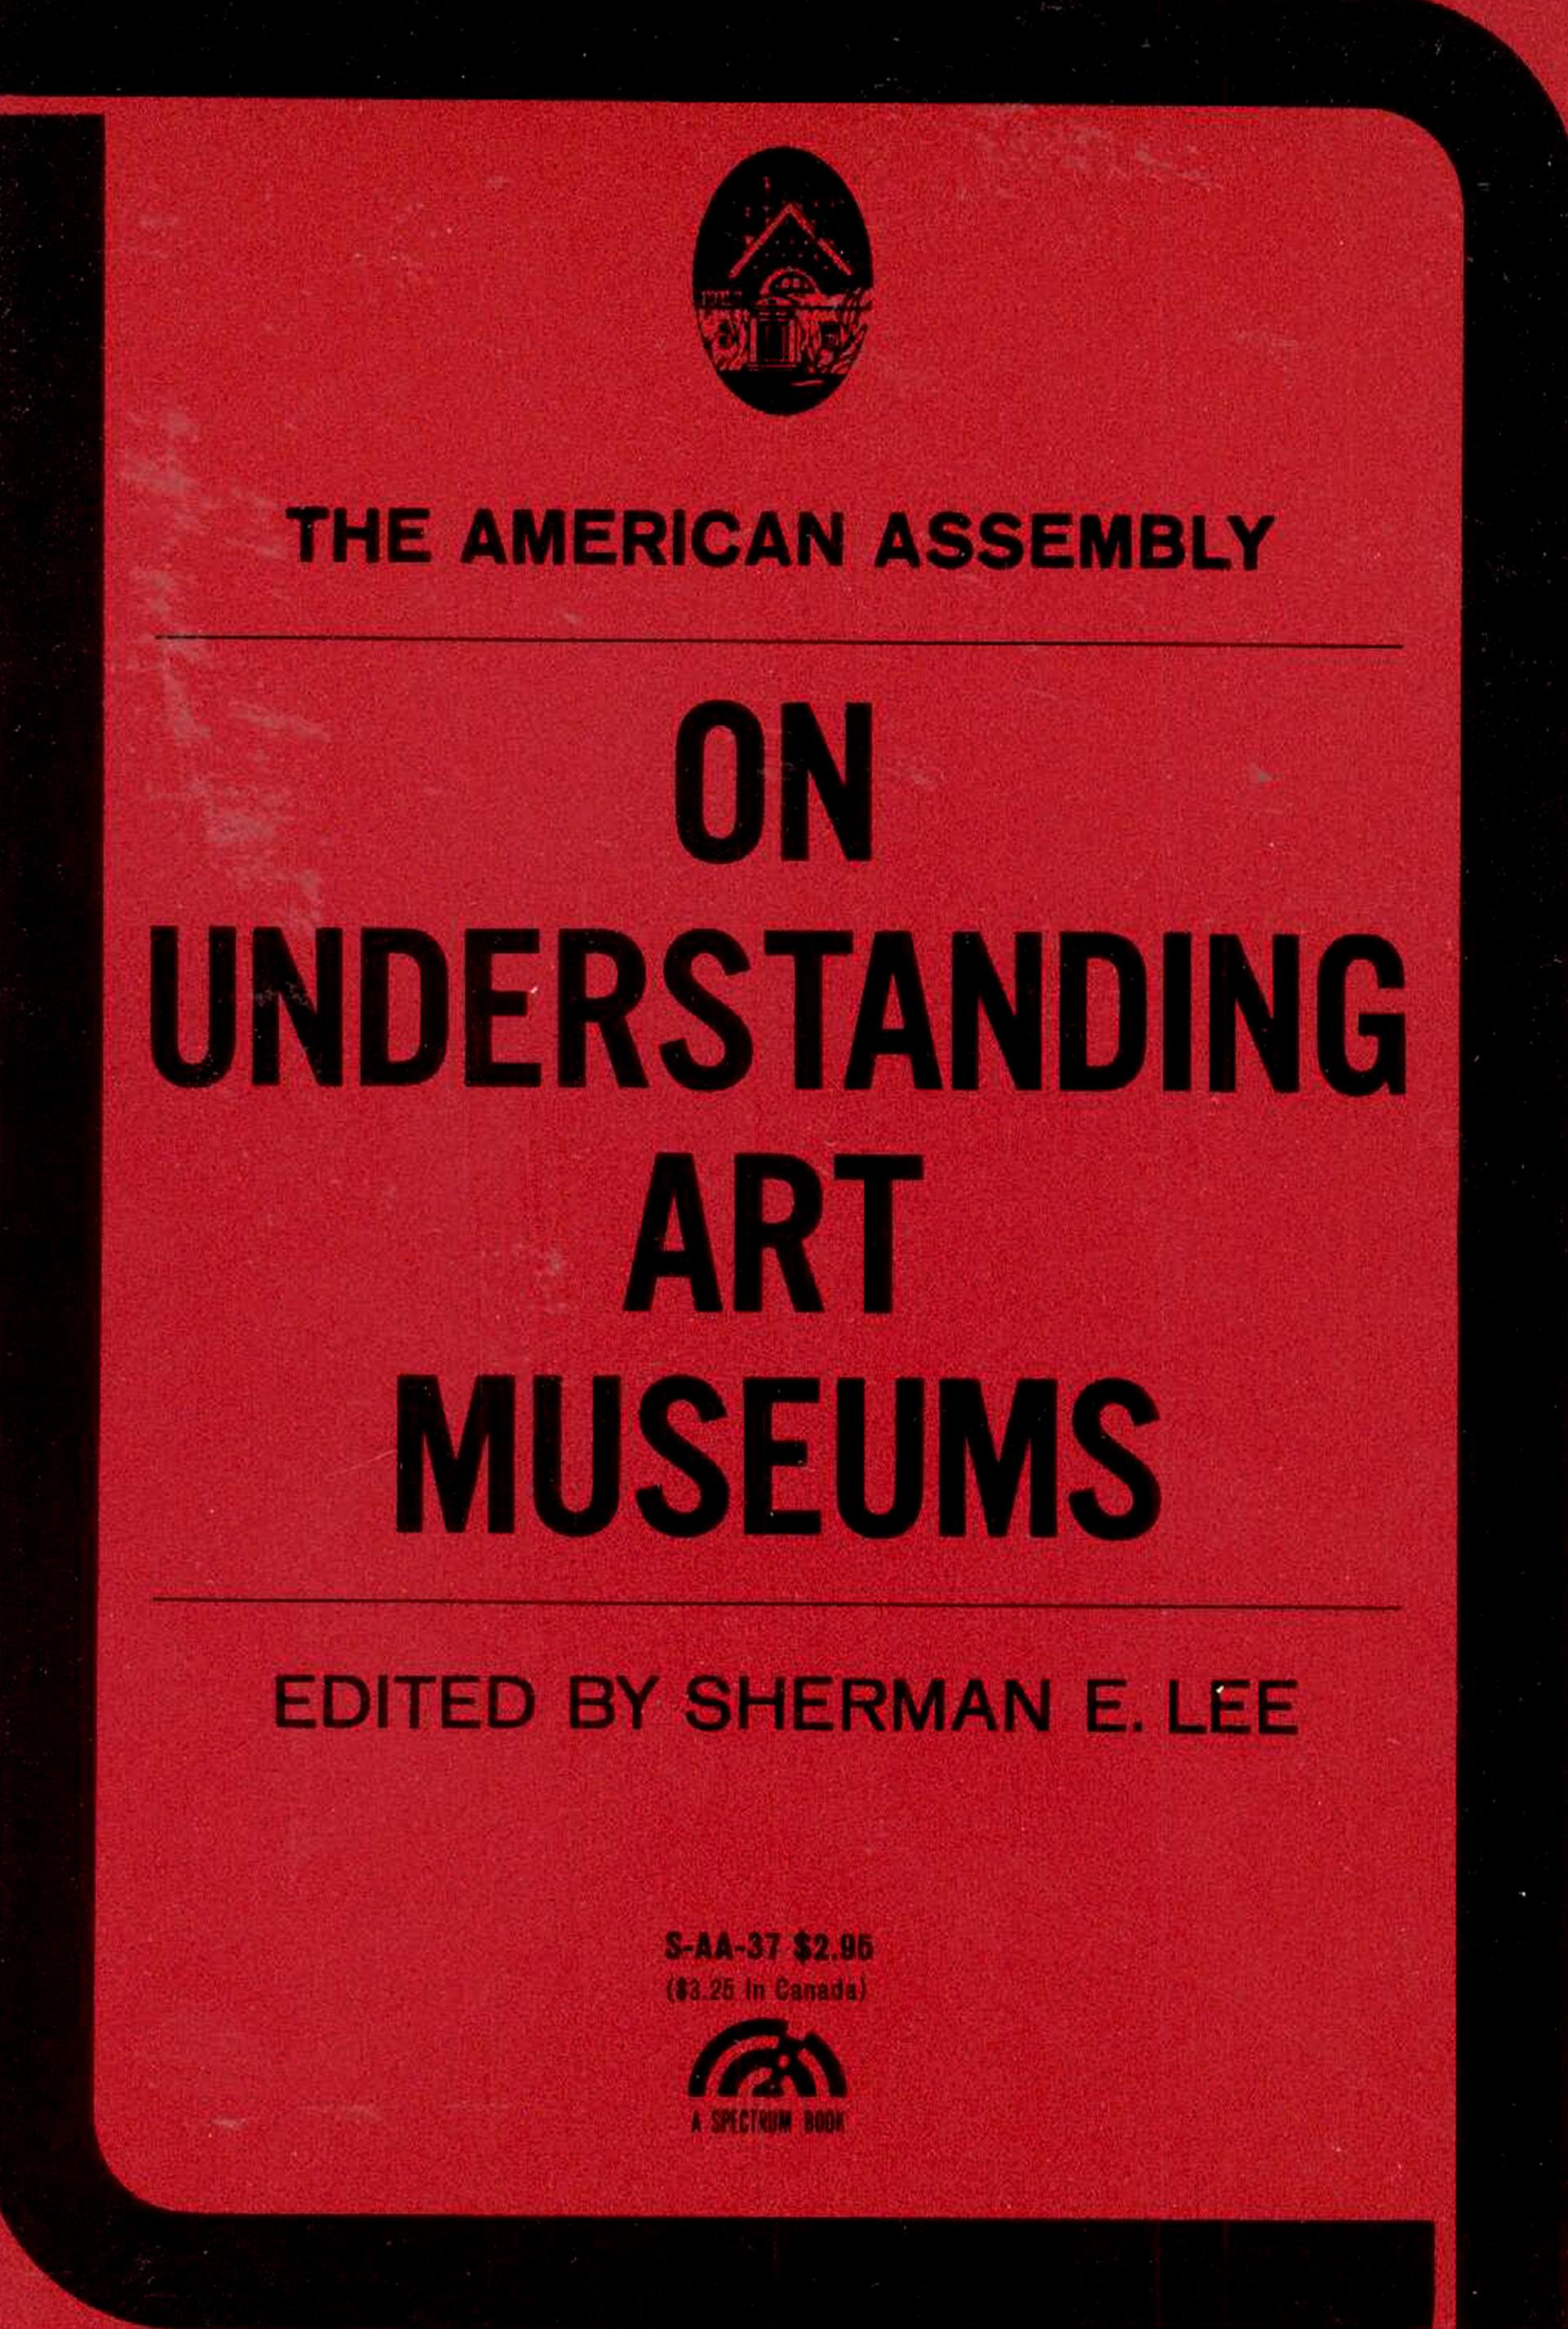 THE AMERICAN ASSEMBLY
ON
UNDERSTANDING
ART
MUSEUMS
EDITED BY SHERMAN E. LEE
S-AA-37 $2.95
($3.25 in Canada)
A SPECTRUM BOOK